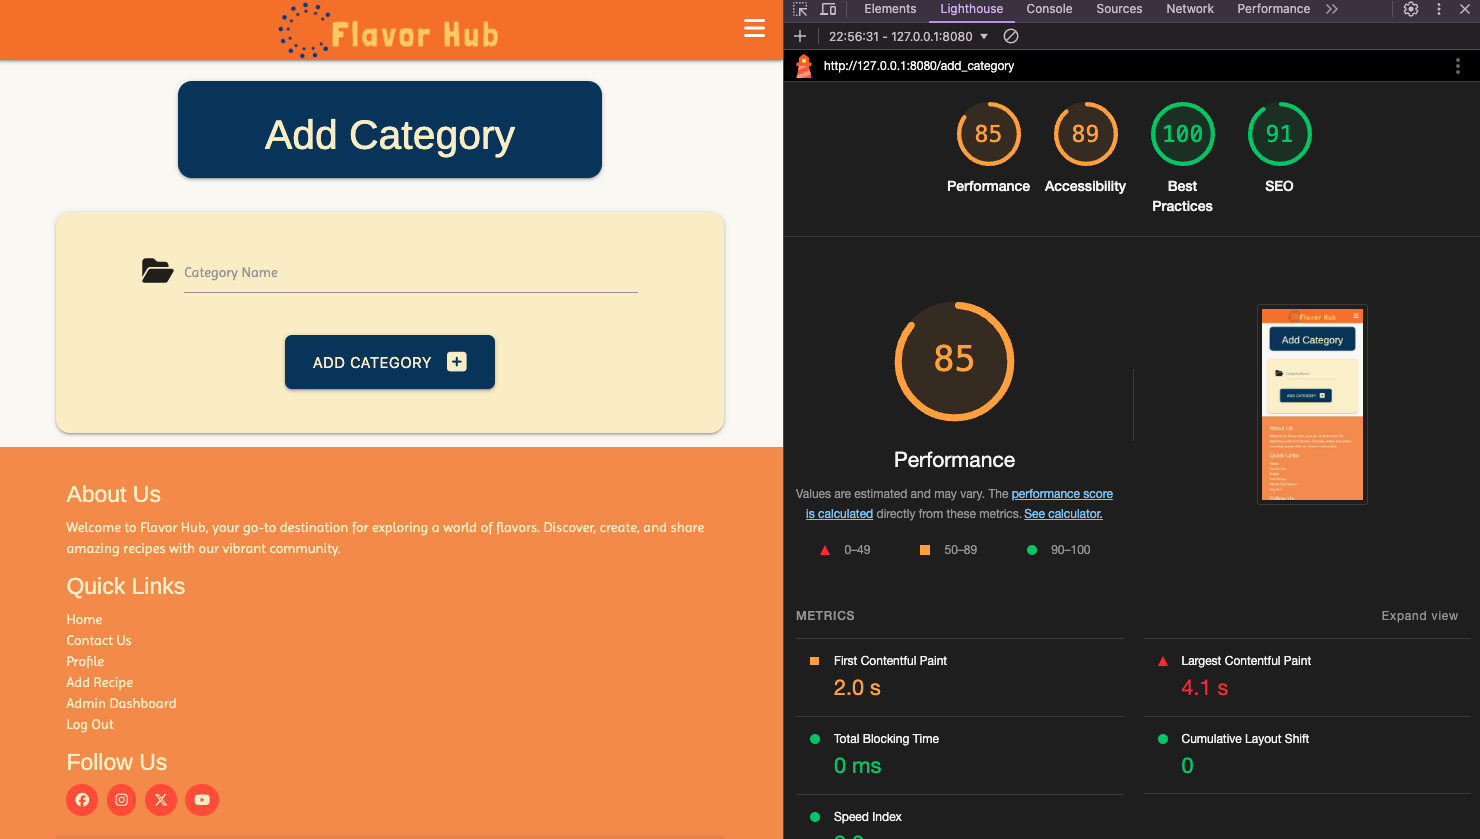 Flavor Hub
Add Category
Category Name
ADD CATEGORY
About Us
Welcome to Flavor Hub, your go-to destination for exploring a world of flavors. Discover, create, and share
amazing recipes with our vibrant community.
Quick Links
Home
Contact Us
Profile
Add Recipe
Admin Dashboard
Log Out
Follow Us
Elements Lighthouse Console Sources Network Performance
22:56:31 - 127.0.0.1:8080
http://127.0.0.1:8080/add_category
85 89 100 91
Performance Accessibility Best Practices SEO
85
Performance
Values are estimated and may vary. The performance score
is calculated directly from these metrics. See calculator.
0–49 50–89 90–100
Flavor Hub
Add Category
Category Name
ADD CATEGORY
About Us
Quick Links
Follow Us
METRICS Expand view
First Contentful Paint
2.0 s
Largest Contentful Paint
4.1 s
Total Blocking Time
0 ms
Cumulative Layout Shift
0
Speed Index